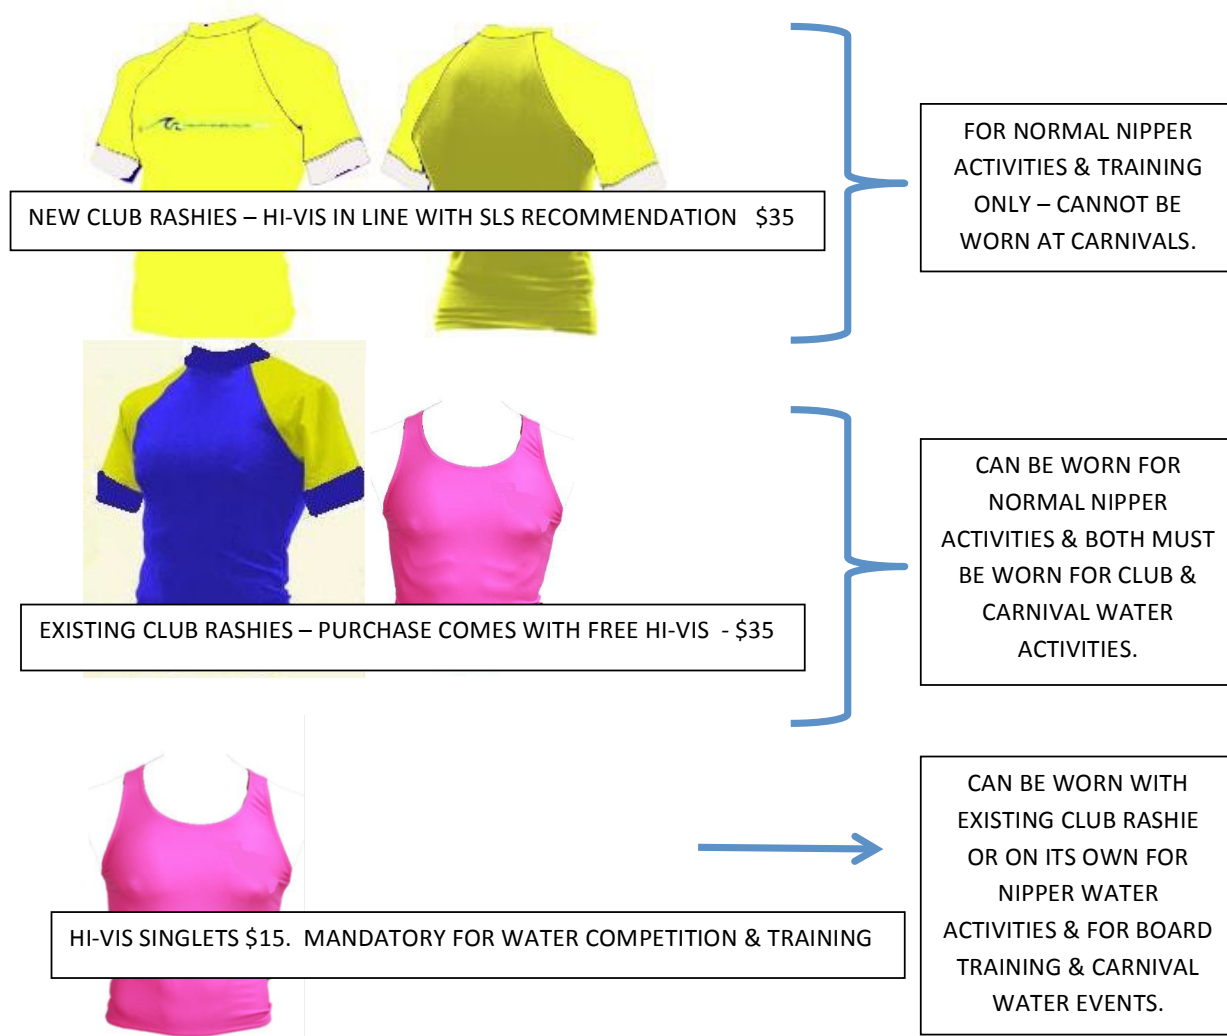 FOR NORMAL NIPPER
ACTIVITIES & TRAINING
ONLY – CANNOT BE
WORN AT CARNIVALS.
NEW CLUB RASHIES – HI-VIS IN LINE WITH SLS RECOMMENDATION $35
CAN BE WORN FOR
NORMAL NIPPER
ACTIVITIES & BOTH MUST
BE WORN FOR CLUB &
CARNIVAL WATER
ACTIVITIES.
EXISTING CLUB RASHIES – PURCHASE COMES WITH FREE HI-VIS - $35
CAN BE WORN WITH
EXISTING CLUB RASHIE
OR ON ITS OWN FOR
NIPPER WATER
ACTIVITIES & FOR BOARD
TRAINING & CARNIVAL
WATER EVENTS.
HI-VIS SINGLETS $15. MANDATORY FOR WATER COMPETITION & TRAINING